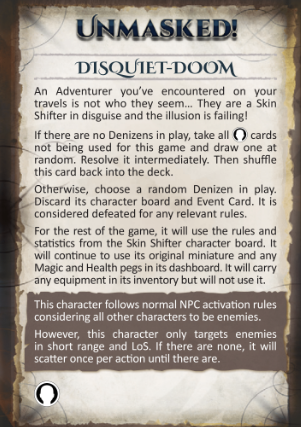 UNMASKED!
DISQUIET-DOOM
An Adventurer you've encountered on your
travels is not who they seem... They are a Skin
Shifter in disguise and the illusion is failing!
If there are no Denizens in play, take all cards
not being used for this game and draw one at
random. Resolve it intermediately. Then shuffle
this card back into the deck.
Otherwise, choose a random Denizen in play.
Discard its character board and Event Card. It is
considered defeated for any relevant rules.
For the rest of the game, it will use the rules and
statistics from the Skin Shifter character board. It
will continue to use its original miniature and any
Magic and Health pegs in its dashboard. It will carry
any equipment in its inventory but will not use it.
This character follows normal NPC activation rules
considering all other characters to be enemies.
However, this character only targets enemies
in short range and LoS. If there are none, it will
scatter once per action until there are.